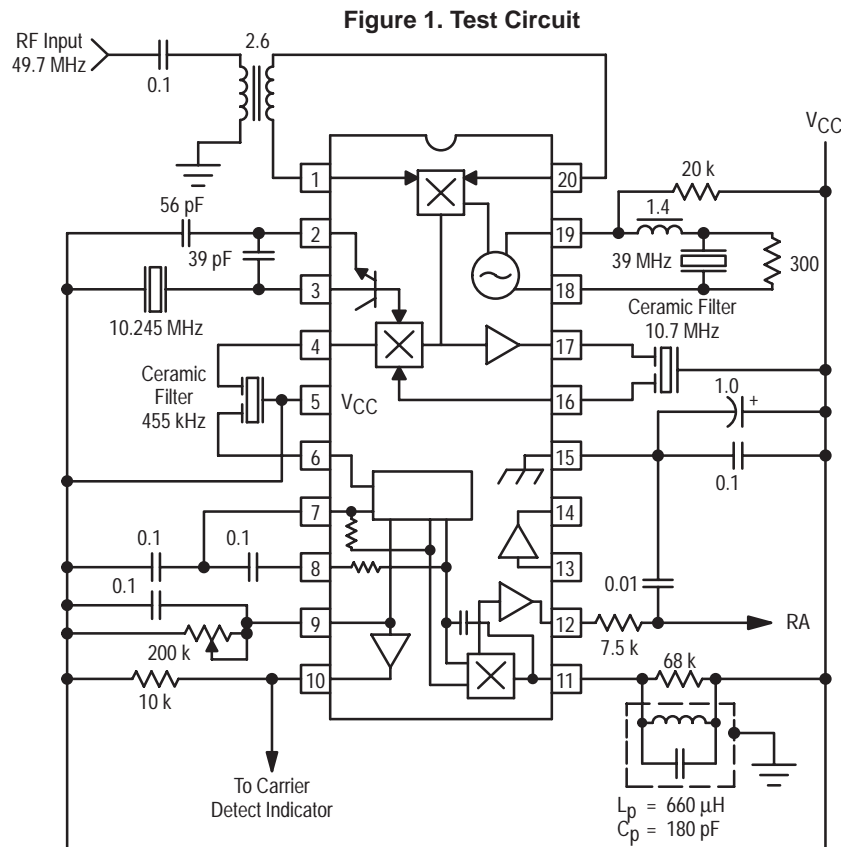 Figure 1. Test Circuit
RF Input
49.7 MHz
0.1
2.6
VCC
1
20
20 k
56 pF
1.4
2
19
39 pF
39 MHz
300
3
18
10.245 MHz
Ceramic Filter
10.7 MHz
4
17
Ceramic
Filter
455 kHz
5
VCC
16
1.0
+
6
15
0.1
7
14
0.1
0.1
8
13
0.01
0.1
9
12
RA
200 k
7.5 k
68 k
10
11
10 k
To Carrier
Detect Indicator
Lp = 660 µH
Cp = 180 pF